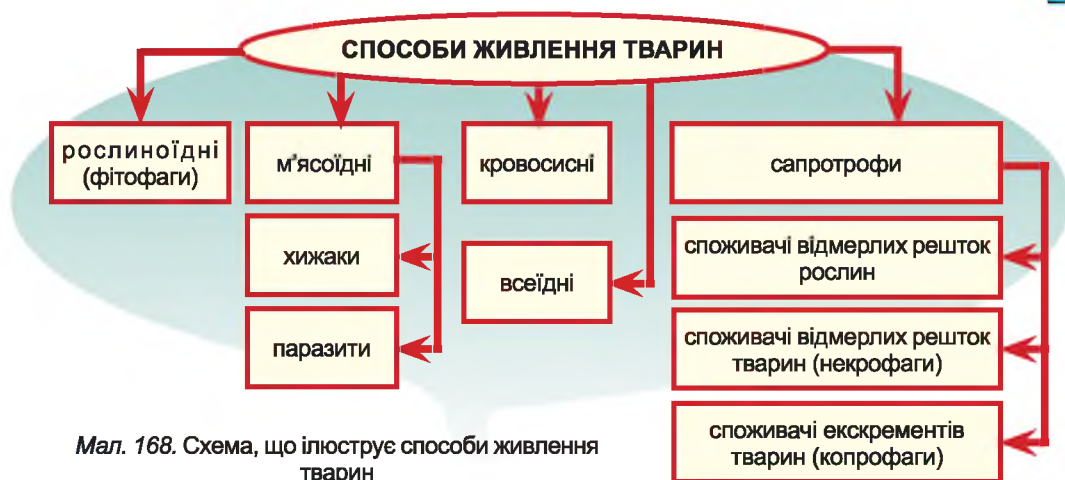 СПОСОБИ ЖИВЛЕННЯ ТВАРИН
рослиноїдні
(фітофаги)
м'ясоїдні
хижаки
паразити
кровосисні
всеїдні
сапротрофи
споживачі відмерлих решток
рослин
споживачі відмерлих решток
тварин (некрофаги)
споживачі екскрементів
тварин (копрофаги)
Мал. 168. Схема, що ілюструє способи живлення
тварин